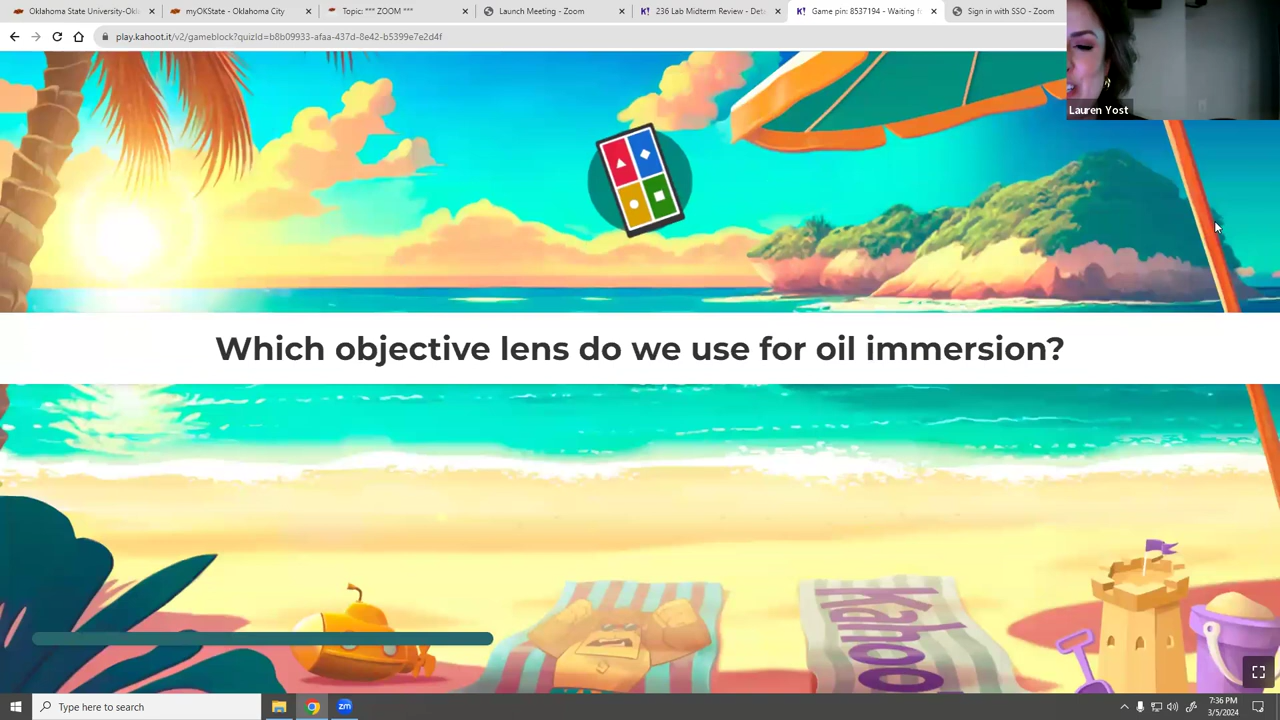 Oklahoma State University-Okl
myOKState - Oklahoma City
Topic: *** ZOOM ***
Launch Meeting - Zoom
K! 236 Lab Midterm Review - Deta
K! Game pin: 8537194 - Waiting f
Sign in with SSO - Zoom
play.kahoot.it/v2/gameblock?quizId=b8b09933-afaa-437d-8e42-b5399e7e2d4f
Lauren Yost
Which objective lens do we use for oil immersion?
Kahoo
Type here to search
zm
7:36 PM
3/5/2024